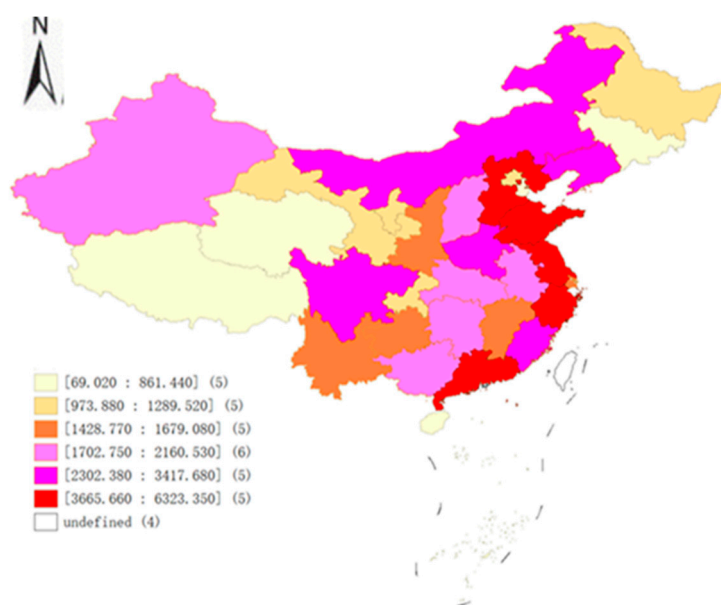 N
[69.020 : 861.440] (5)
[973.880 : 1289.520] (5)
[1428.770 : 1679.080] (5)
[1702.750 : 2160.530] (6)
[2302.380 : 3417.680] (5)
[3665.660 : 6323.350] (5)
undefined (4)